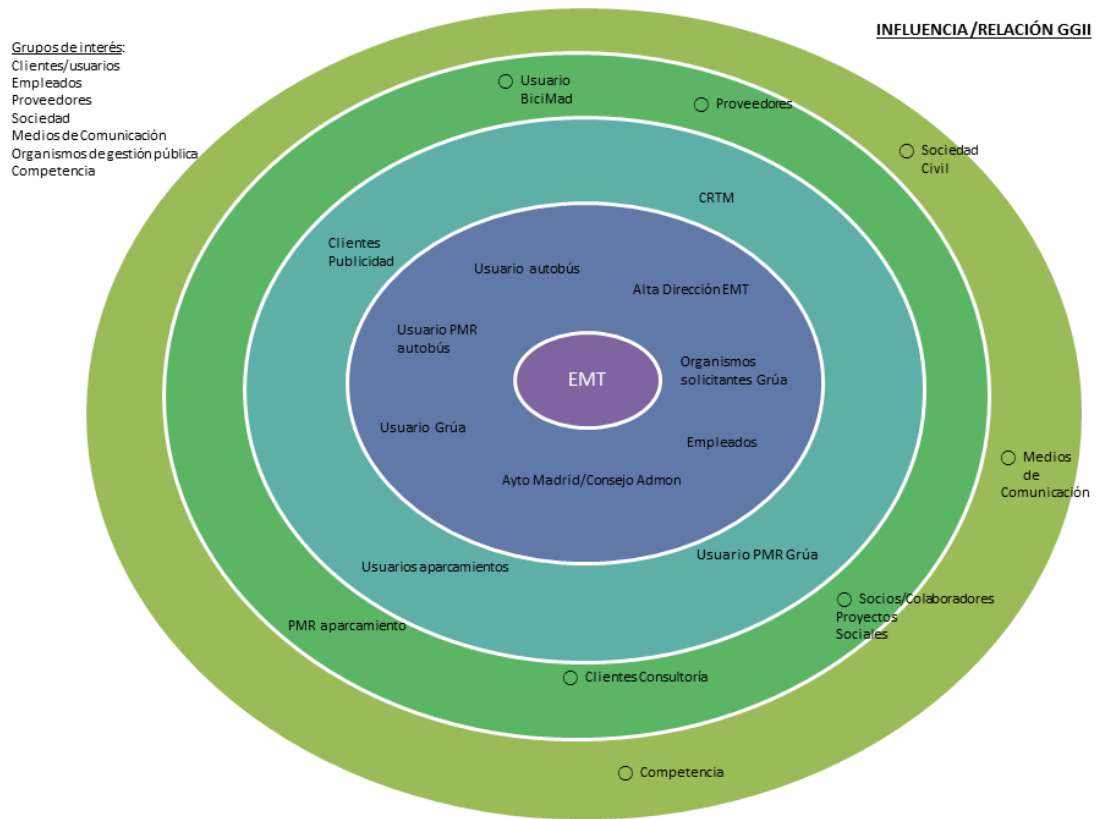 INFLUENCIA/RELACIÓN GGII
Grupos de interés:
Clientes/usuarios
Empleados
Proveedores
Sociedad
Medios de Comunicación
Organismos de gestión pública
Competencia
Usuario
BiciMad
Proveedores
Sociedad
Civil
CRTM
Clientes
Publicidad
Usuario autobús
Alta Dirección EMT
Usuario PMR
autobús
EMT
Organismos
solicitantes Grúa
Usuario Grúa
Empleados
Ayto Madrid/Consejo Admon
Medios
de
Comunicación
Usuario PMR Grúa
Usuarios aparcamientos
Socios/Colaboradores
Proyectos
Sociales
PMR aparcamiento
Clientes Consultoría
Competencia